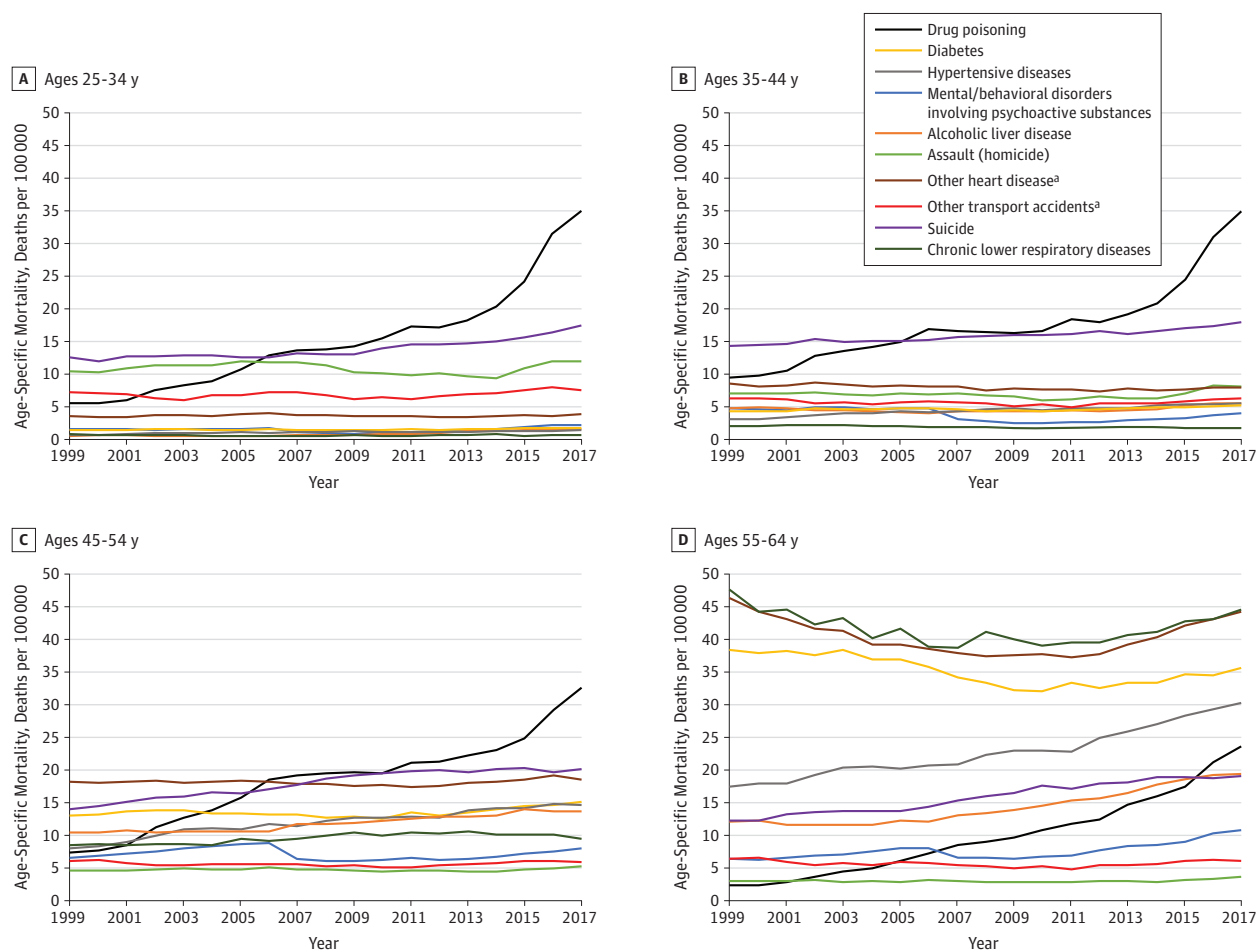 Drug poisoning
Diabetes
Hypertensive diseases
Mental/behavioral disorders
involving psychoactive substances
Alcoholic liver disease
Assault (homicide)
Other heart diseaseª
Other transport accidentsª
Suicide
Chronic lower respiratory diseases
A Ages 25-34 y
Age-Specific Mortality, Deaths per 100 000
50
45
40
35
30
25
20
15
10
5
0
1999 2001 2003 2005 2007 2009 2011 2013 2015 2017
Year
B Ages 35-44 y
Age-Specific Mortality, Deaths per 100 000
50
45
40
35
30
25
20
15
10
5
0
1999 2001 2003 2005 2007 2009 2011 2013 2015 2017
Year
C Ages 45-54 y
Age-Specific Mortality, Deaths per 100 000
50
45
40
35
30
25
20
15
10
5
0
1999 2001 2003 2005 2007 2009 2011 2013 2015 2017
Year
D Ages 55-64 y
Age-Specific Mortality, Deaths per 100 000
50
45
40
35
30
25
20
15
10
5
0
1999 2001 2003 2005 2007 2009 2011 2013 2015 2017
Year